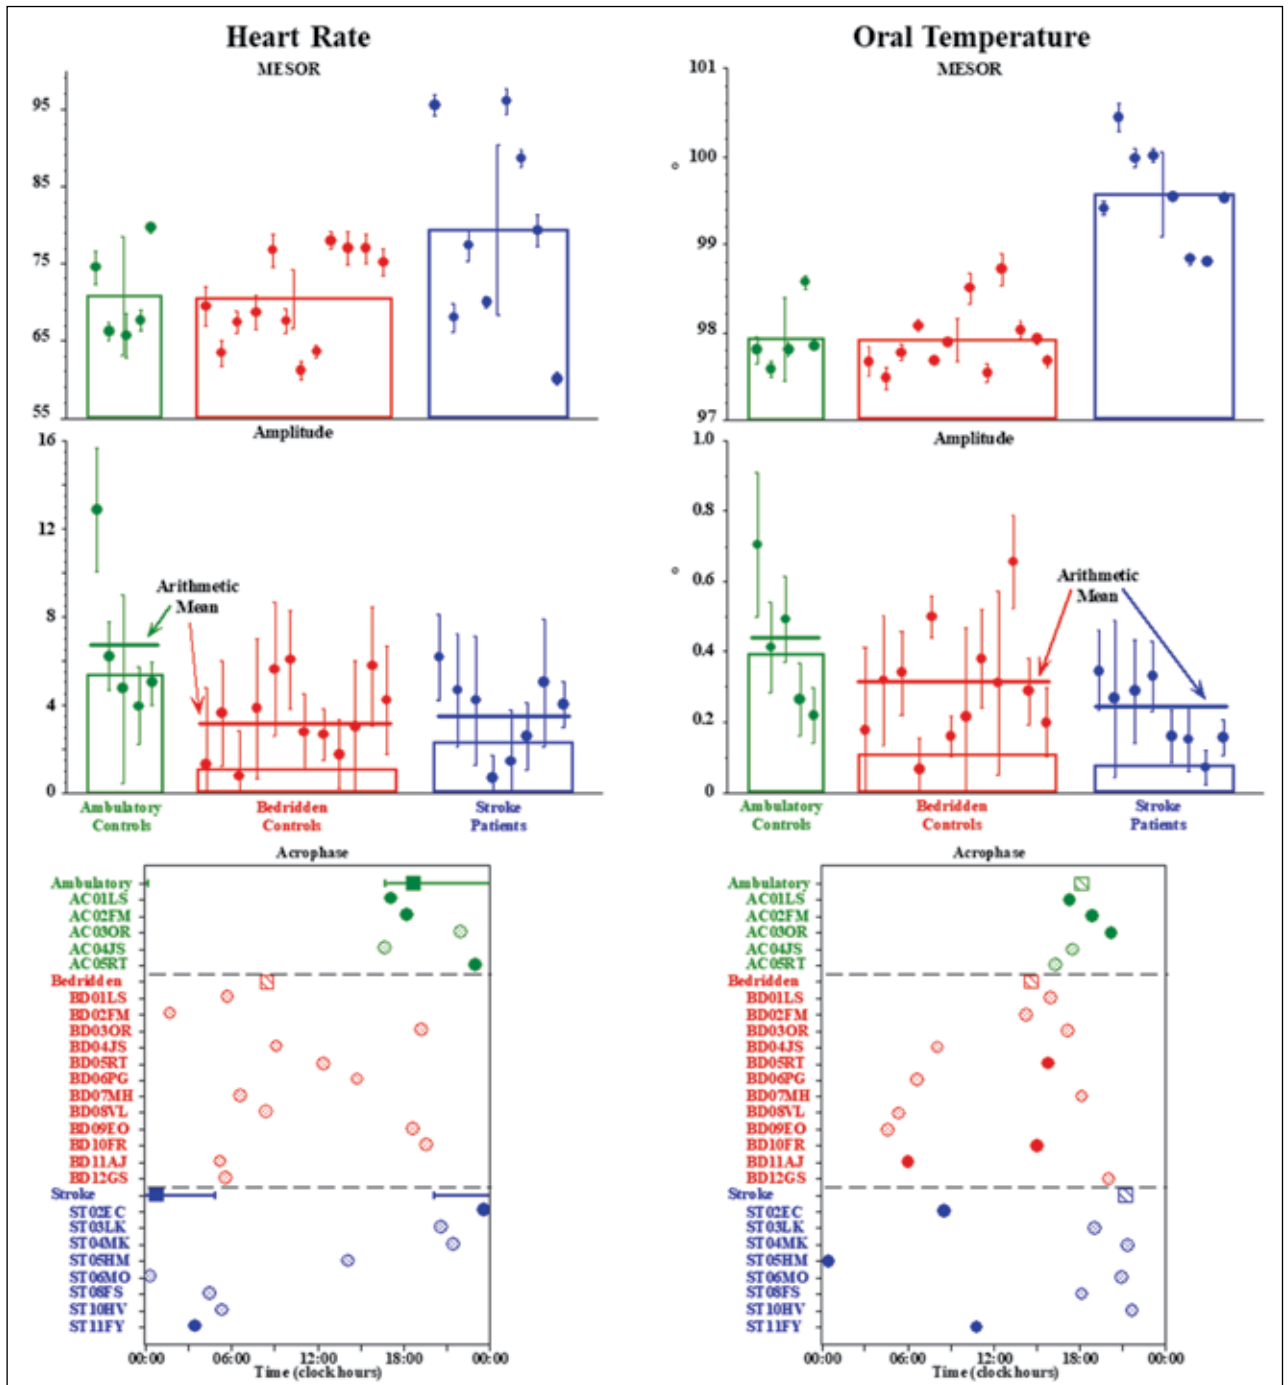 Heart Rate
MESOR
95
85
75
65
55
Amplitude
16
12
8
4
0
Arithmetic
Mean
Ambulatory
Controls
Bedridden
Controls
Stroke
Patients
Acrophase
Ambulatory
AC01LS
AC02FM
AC03OR
AC04JS
AC05RT
Bedridden
BD01LS
BD02FM
BD03OR
BD04JS
BD05RT
BD06PG
BD07MH
BD08VL
BD09EO
BD10FR
BD11AJ
BD12GS
Stroke
ST02EC
ST03LK
ST04MK
ST05HM
ST06MO
ST08FS
ST10HV
ST11FY
00:00 06:00 12:00 18:00 00:00
Time (clock hours)
Oral Temperature
MESOR
101
100
99
98
97
°
Amplitude
1.0
0.8
0.6
0.4
0.2
0
°
Arithmetic
Mean
Ambulatory
Controls
Bedridden
Controls
Stroke
Patients
Acrophase
Ambulatory
AC01LS
AC02FM
AC03OR
AC04JS
AC05RT
Bedridden
BD01LS
BD02FM
BD03OR
BD04JS
BD05RT
BD06PG
BD07MH
BD08VL
BD09EO
BD10FR
BD11AJ
BD12GS
Stroke
ST02EC
ST03LK
ST04MK
ST05HM
ST06MO
ST08FS
ST10HV
ST11FY
00:00 06:00 12:00 18:00 00:00
Time (clock hours)